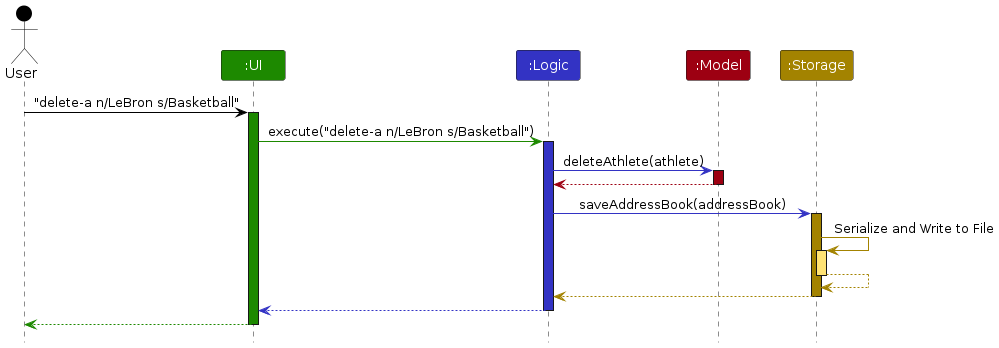 User
:UI
:Logic
:Model
:Storage
"delete-a n/LeBron s/Basketball"
execute("delete-a n/LeBron s/Basketball")
deleteAthlete(athlete)
saveAddressBook(addressBook)
Serialize and Write to File